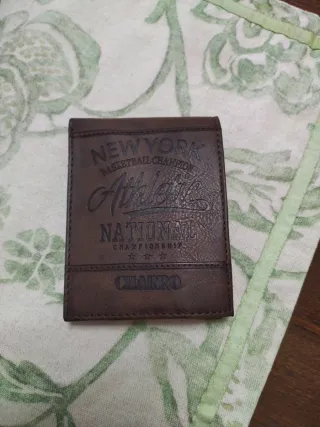 NEW YORK
BASKETBALL CHAMPION
Athletic
NATIONAL
CHAMPIONSHIP